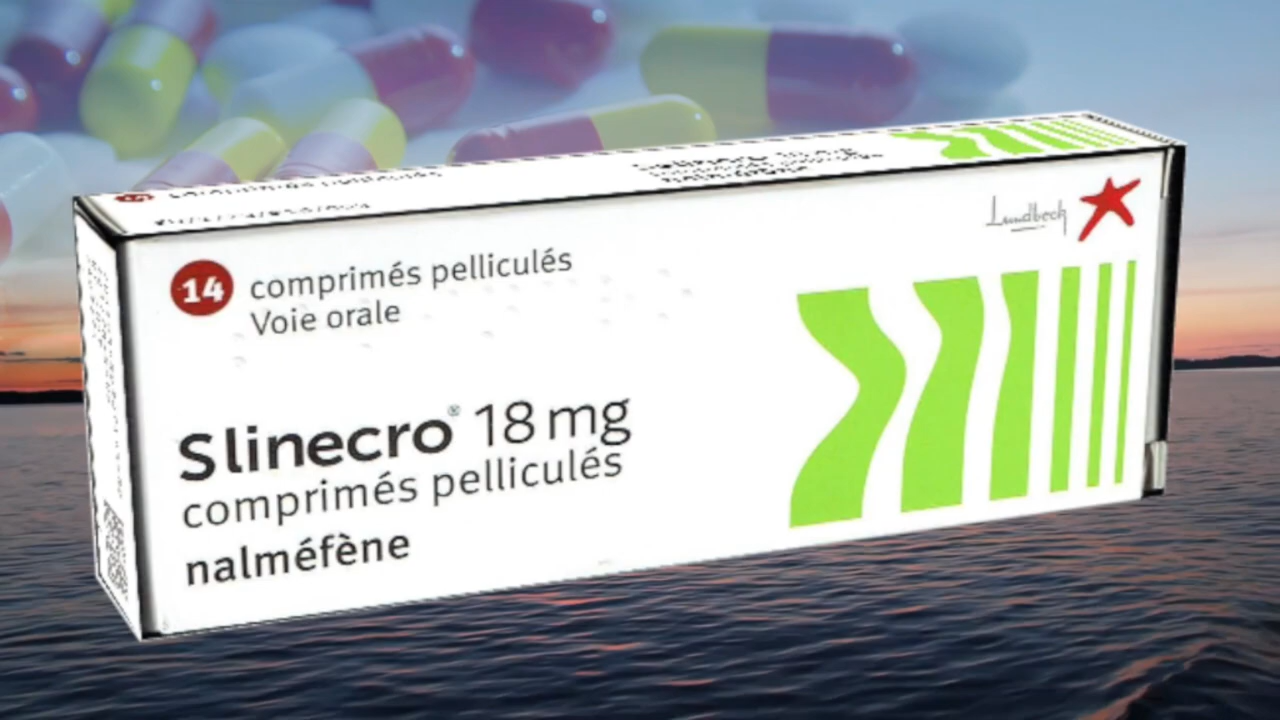 14 comprimés pelliculés
Voie orale
Lundbeck
Slinecro® 18 mg
comprimés pelliculés
nalméfène